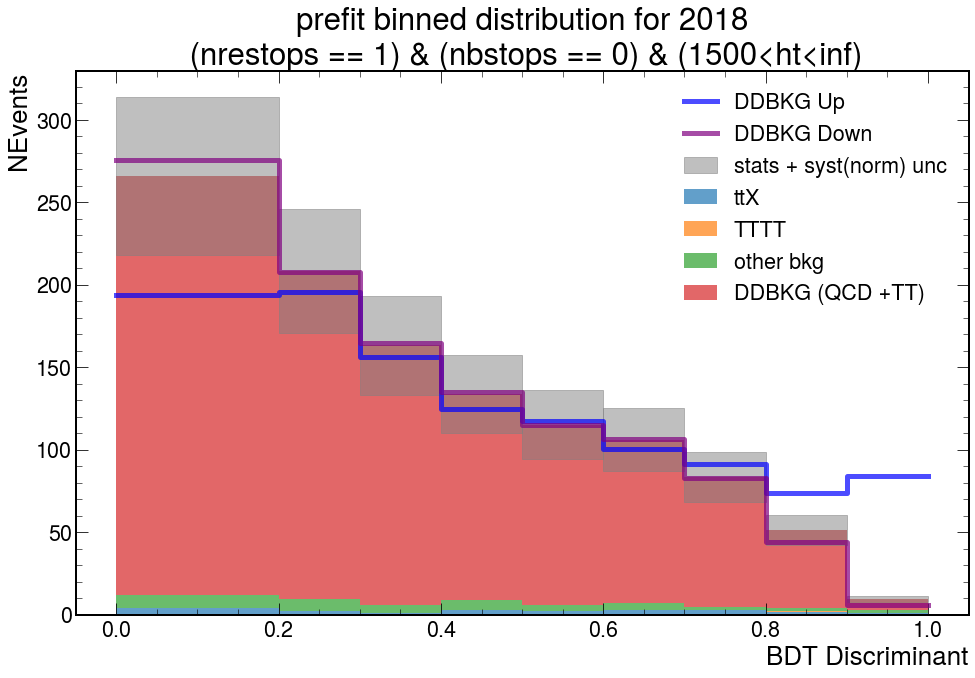 prefit binned distribution for 2018
(nrestops == 1) & (nbstops == 0) & (1500<ht<inf)
NEvents
DDBKG Up
DDBKG Down
stats + syst(norm) unc
ttX
TTTT
other bkg
DDBKG (QCD +TT)
300
250
200
150
100
50
0
0.0 0.2 0.4 0.6 0.8 1.0
BDT Discriminant